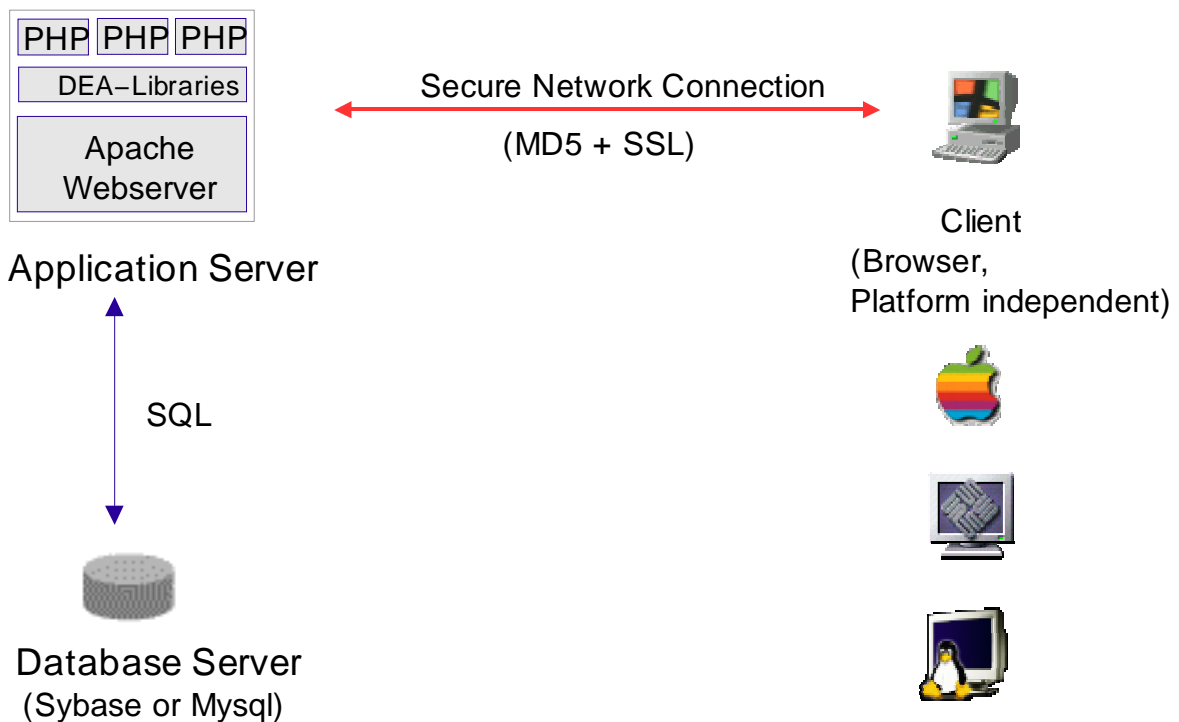 PHP PHP PHP
DEA–Libraries
Apache
Webserver
Application Server
SQL
Database Server
(Sybase or Mysql)
Secure Network Connection
(MD5 + SSL)
Client
(Browser,
Platform independent)